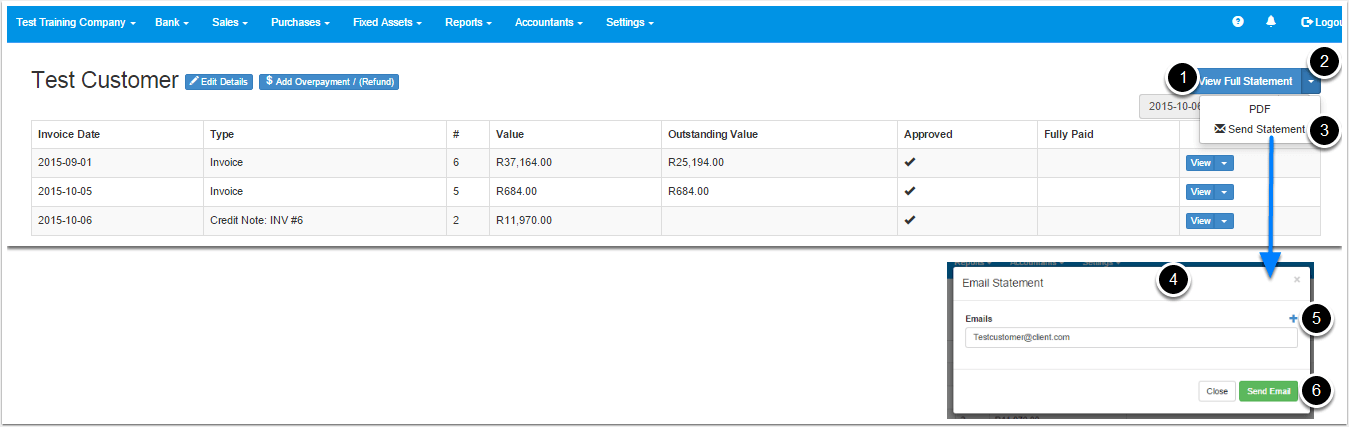 Test Training Company Bank Sales Purchases Fixed Assets Reports Accountants Settings Logou
Test Customer Edit Details $ Add Overpayment / (Refund) 1 View Full Statement 2
2015-10-06
PDF
Send Statement 3
Invoice Date Type # Value Outstanding Value Approved Fully Paid
2015-09-01 Invoice 6 R37,164.00 R25,194.00 View
2015-10-05 Invoice 5 R684.00 R684.00 View
2015-10-06 Credit Note: INV #6 2 R11,970.00 View
Reports Accountants Settings
Email Statement 4 ×
Emails + 5
Testcustomer@client.com
Close Send Email 6